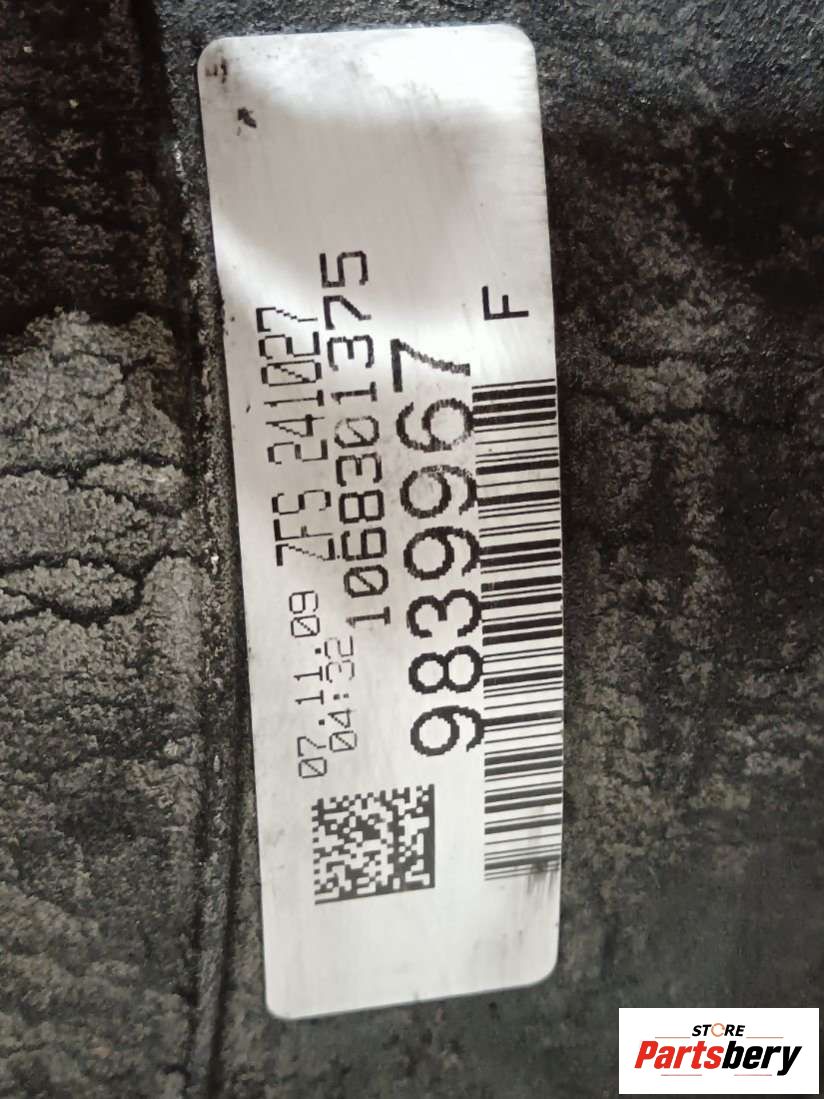 07.11.09 ZFS 241027
04:32 1068301375
9839967
F
STORE
Partsbery